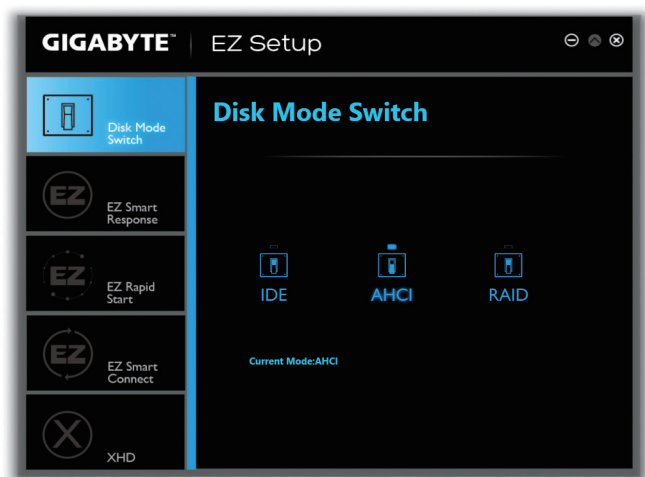 GIGABYTE™ EZ Setup
Disk Mode
Switch
Disk Mode Switch
EZ
EZ Smart
Response
EZ
EZ Rapid
Start
IDE AHCI RAID
EZ
EZ Smart
Connect
Current Mode:AHCI
X
XHD